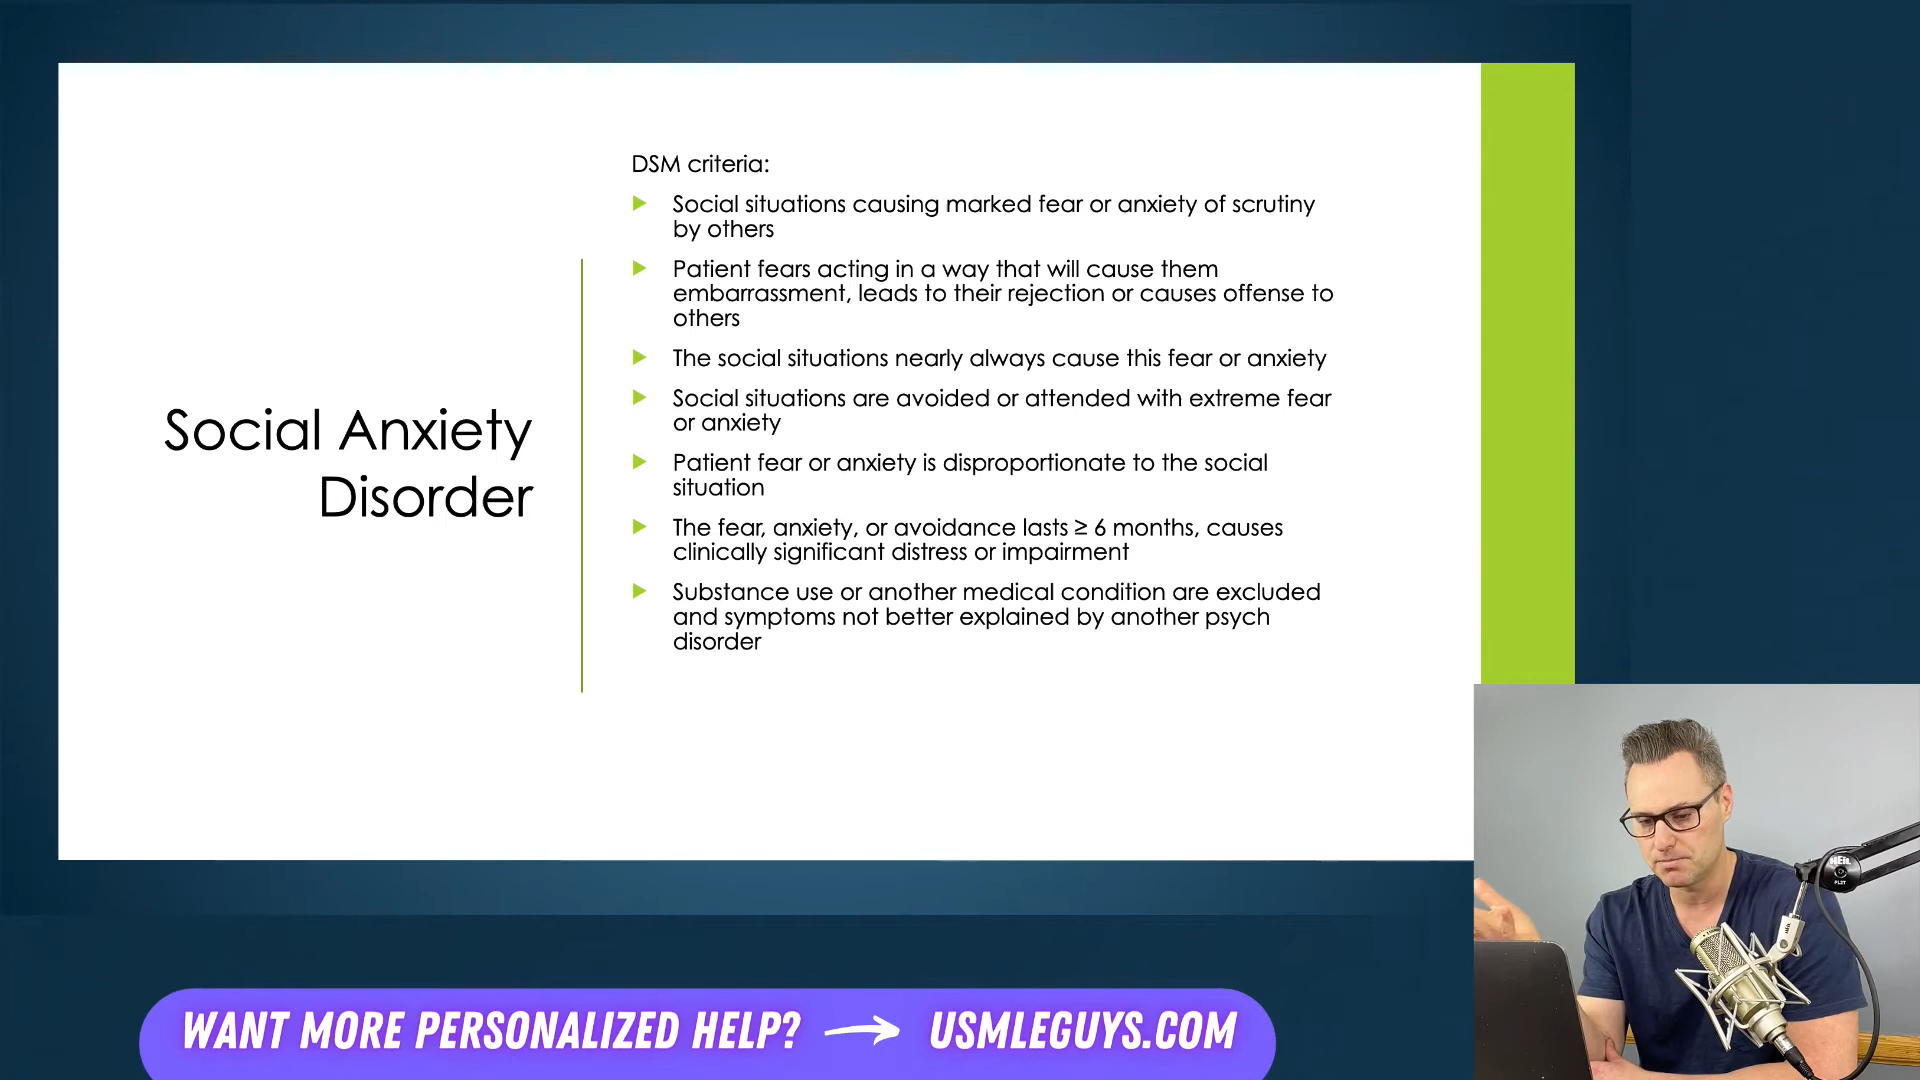 Social Anxiety
Disorder
DSM criteria:
Social situations causing marked fear or anxiety of scrutiny
by others
Patient fears acting in a way that will cause them
embarrassment, leads to their rejection or causes offense to
others
The social situations nearly always cause this fear or anxiety
Social situations are avoided or attended with extreme fear
or anxiety
Patient fear or anxiety is disproportionate to the social
situation
The fear, anxiety, or avoidance lasts ≥ 6 months, causes
clinically significant distress or impairment
Substance use or another medical condition are excluded
and symptoms not better explained by another psych
disorder
HEIL
PL2T
HEIL
WANT MORE PERSONALIZED HELP? → USMLEGUYS.COM